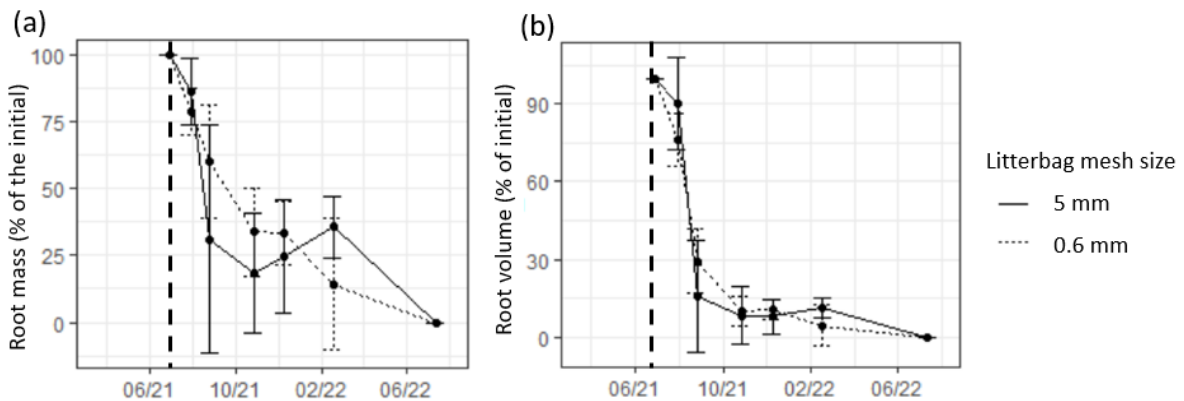 (a)
Root mass (% of the initial)
100
75
50
25
0
06/21 10/21 02/22 06/22
(b)
Root volume (% of initial)
90
60
30
0
06/21 10/21 02/22 06/22
Litterbag mesh size
5 mm
0.6 mm